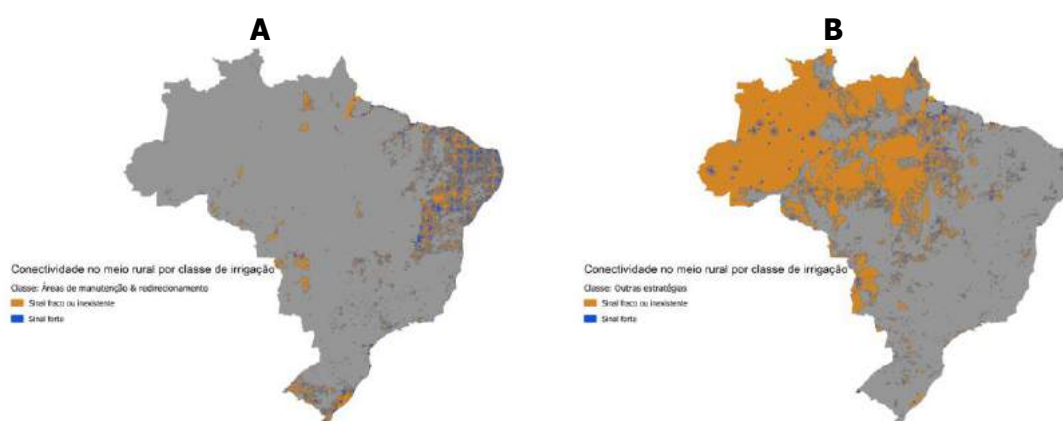 A
B
Conectividade no meio rural por classe de irrigação
Classe: Áreas de manutenção & redirecionamento
Sinal fraco ou inexistente
Sinal forte
Conectividade no meio rural por classe de irrigação
Classe: Outras estratégias
Sinal fraco ou inexistente
Sinal forte